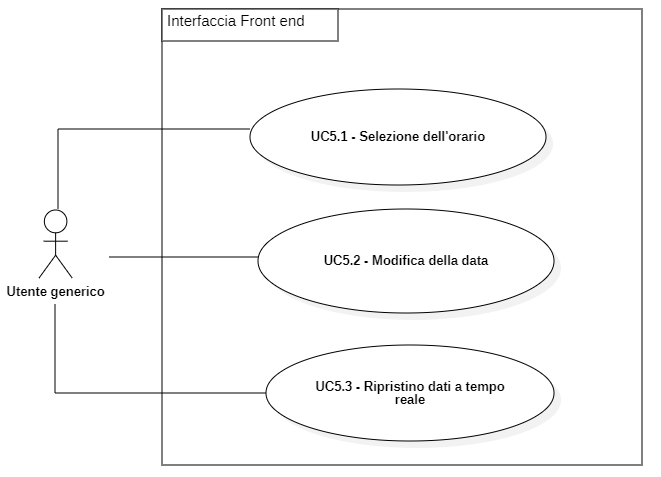 Interfaccia Front end
UC5.1 - Selezione dell'orario
UC5.2 - Modifica della data
Utente generico
UC5.3 - Ripristino dati a tempo
reale